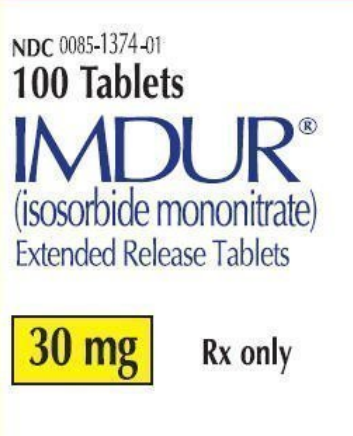 NDC 0085-1374-01
100 Tablets
IMDUR®
(isosorbide mononitrate)
Extended Release Tablets
30 mg Rx only